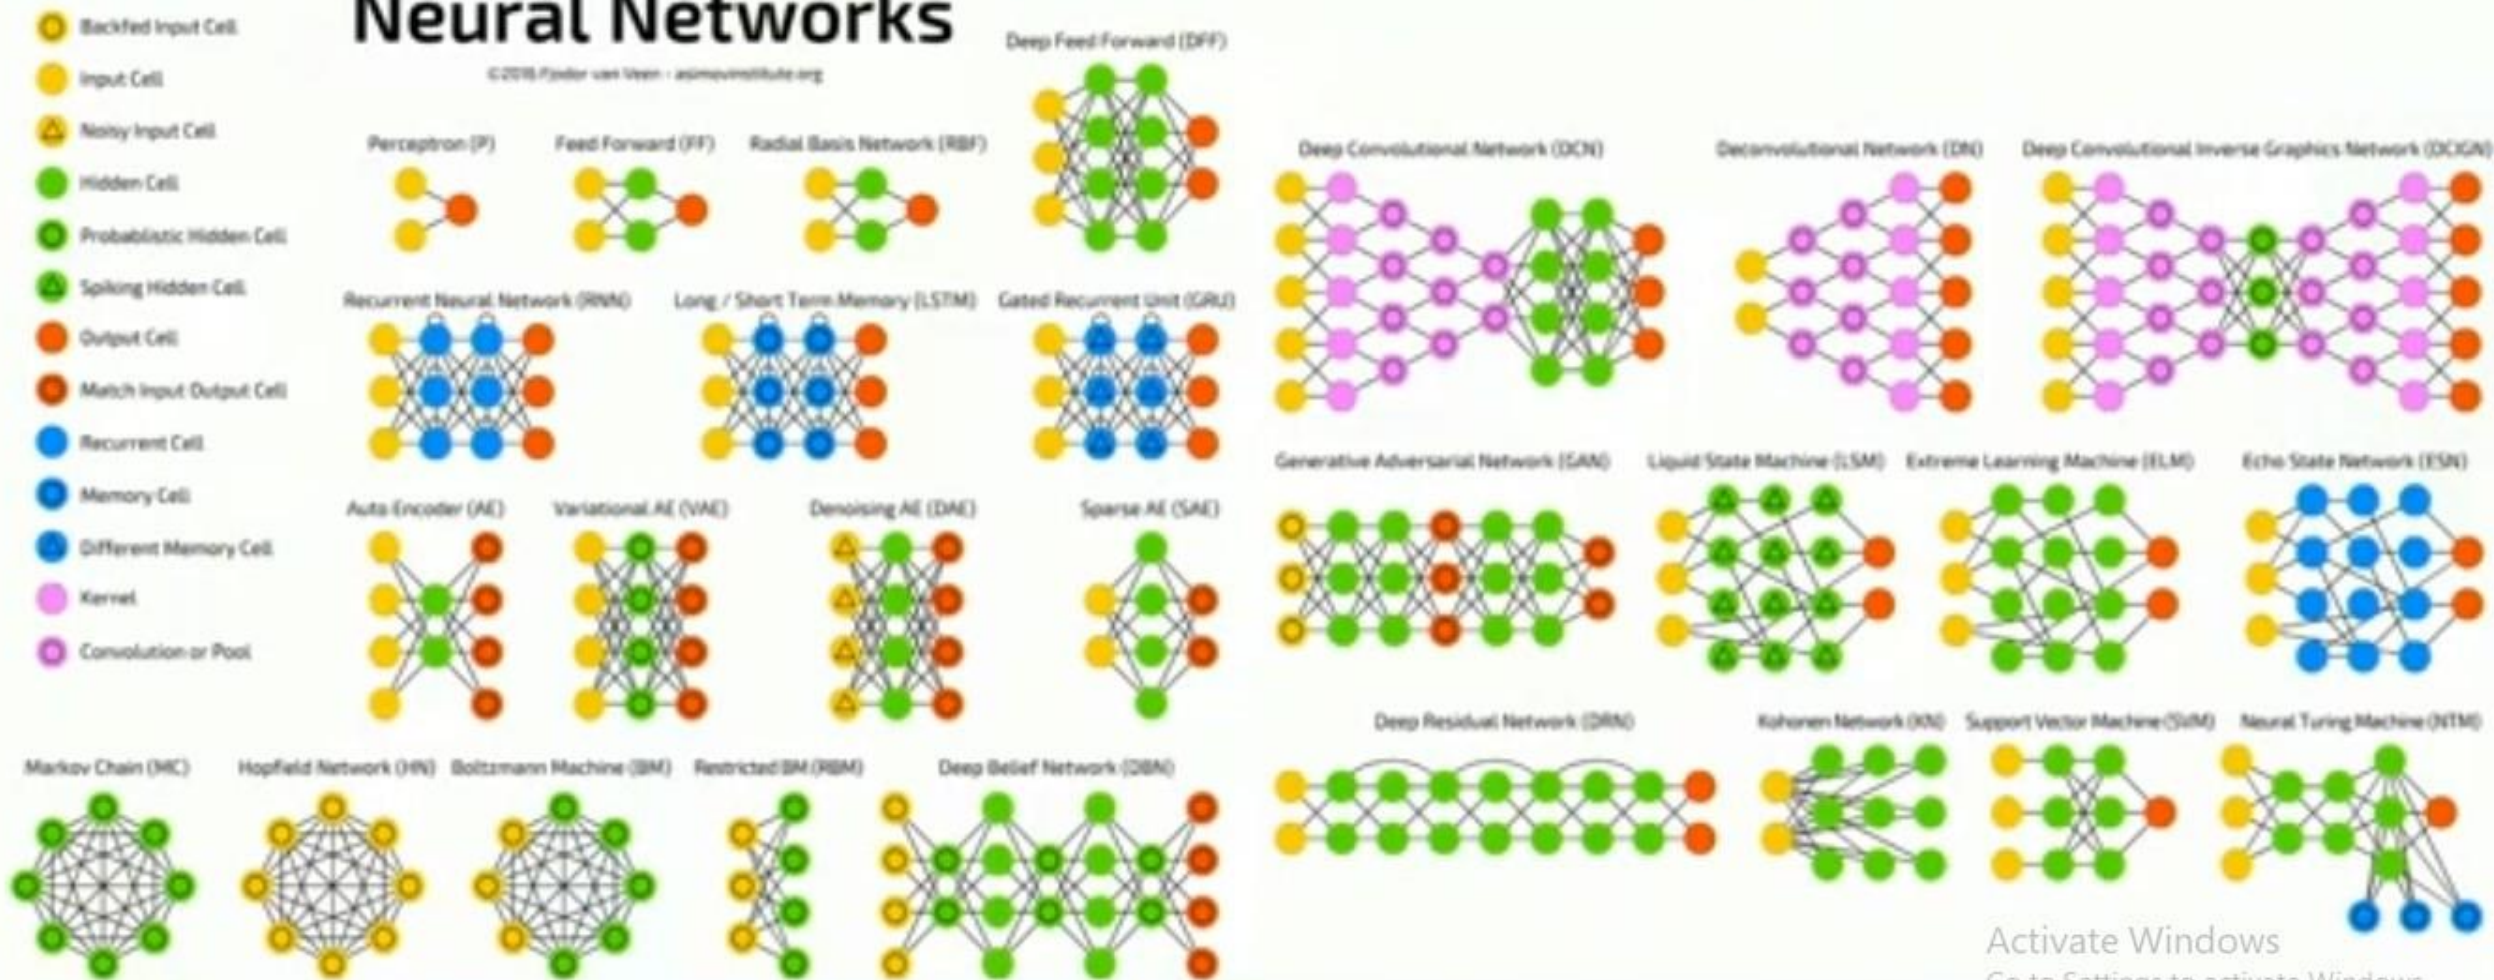 Neural Networks
©2016 Fjodor van Veen - asimovinstitute.org
Backfed Input Cell
Input Cell
Noisy Input Cell
Hidden Cell
Probablistic Hidden Cell
Spiking Hidden Cell
Output Cell
Match Input Output Cell
Recurrent Cell
Memory Cell
Different Memory Cell
Kernel
Convolution or Pool
Deep Feed Forward (DFF)
Perceptron (P)
Feed Forward (FF)
Radial Basis Network (RBF)
Recurrent Neural Network (RNN)
Long / Short Term Memory (LSTM)
Gated Recurrent Unit (GRU)
Auto Encoder (AE)
Variational AE (VAE)
Denoising AE (DAE)
Sparse AE (SAE)
Markov Chain (MC)
Hopfield Network (HN)
Boltzmann Machine (BM)
Restricted BM (RBM)
Deep Belief Network (DBN)
Deep Convolutional Network (DCN)
Deconvolutional Network (DN)
Deep Convolutional Inverse Graphics Network (DCIGN)
Generative Adversarial Network (GAN)
Liquid State Machine (LSM)
Extreme Learning Machine (ELM)
Echo State Network (ESN)
Deep Residual Network (DRN)
Kohonen Network (KN)
Support Vector Machine (SVM)
Neural Turing Machine (NTM)
Activate Windows
Go to Settings to activate Windows